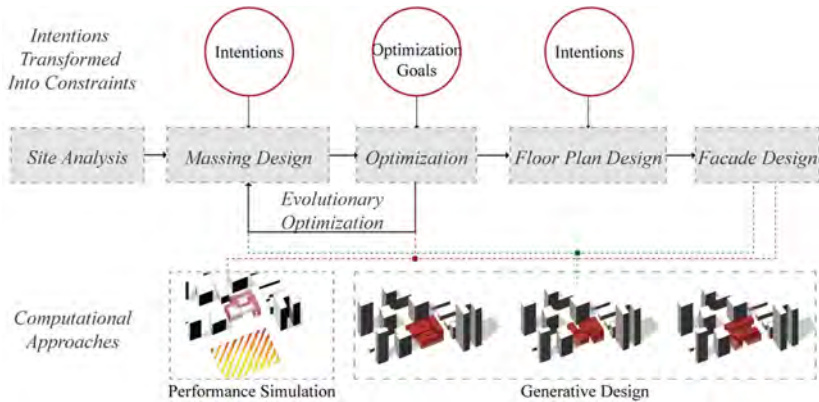 Intentions
Transformed
Into Constraints
Intentions
Optimization
Goals
Intentions
Site Analysis
Massing Design
Optimization
Floor Plan Design
Facade Design
Evolutionary
Optimization
Computational
Approaches
Performance Simulation
Generative Design